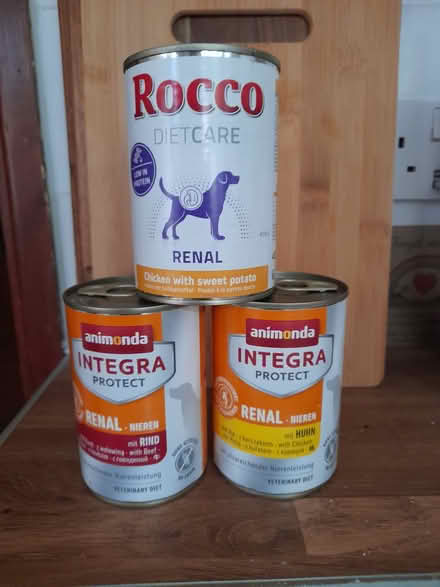 Rocco
DIETCARE
LOW IN
PROTEIN
RENAL
Chicken with sweet potato
animonda
INTEGRA
PROTECT
RENAL - NIEREN
mit RIND
with Beef
VETERINARY DIET
animonda
INTEGRA
PROTECT
RENAL - NIEREN
mit HUHN
with Chicken
Nierenleistung
VETERINARY DIET